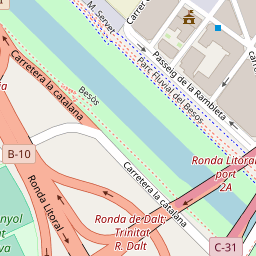 M. Servet
Carrer
Passeig de la Rambleta
Parc Fluvial del Besòs
Carretera la catalana
Besòs
B-10
Ronda Litoral
port
2A
Ronda Litoral
Carretera la catalana
Ronda de Dalt;
Trinitat
R. Dalt
C-31